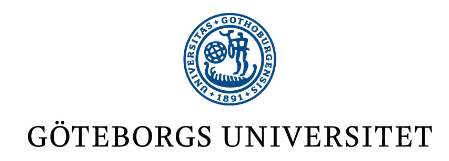 UNIVERSITAS · GOTHOBURGENSIS
· 1891 ·
GÖTEBORGS UNIVERSITET